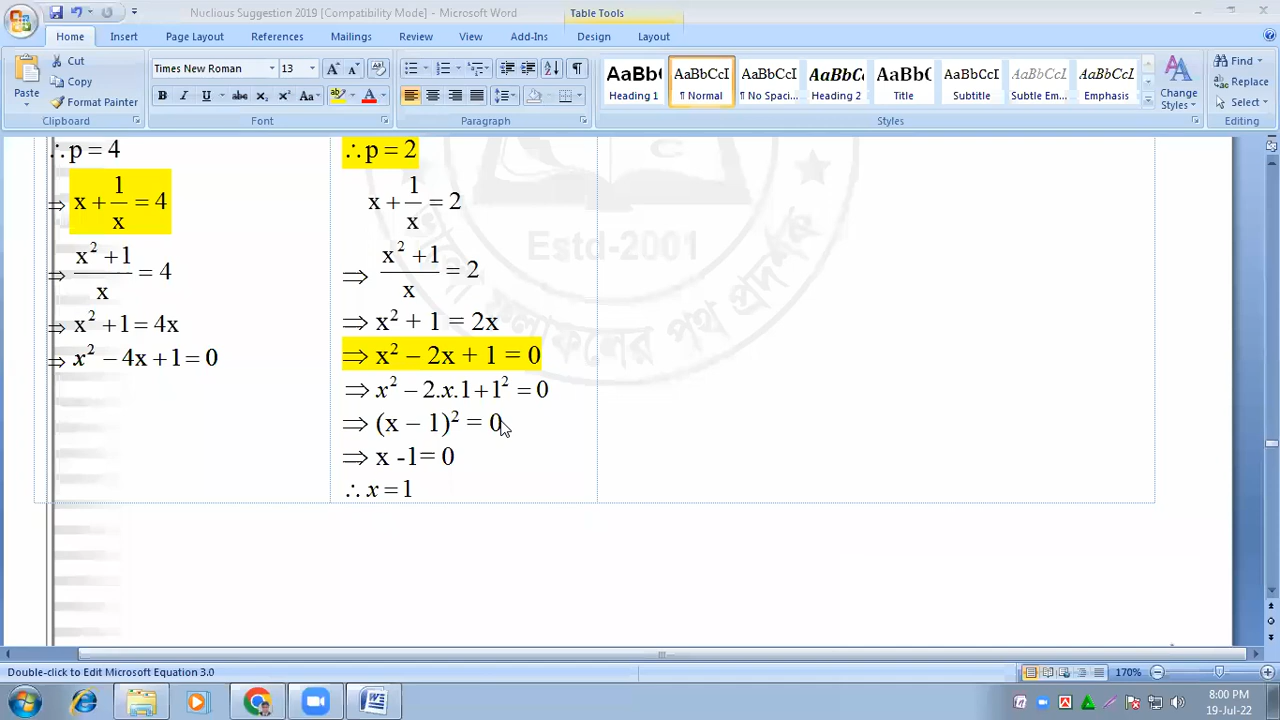 Nuclious Suggestion 2019 [Compatibility Mode] - Microsoft Word
Table Tools
Home Insert Page Layout References Mailings Review View Add-Ins Design Layout
Cut
Copy
Format Painter
Paste
Clipboard
Times New Roman 13
Font
Paragraph
AaBb( AaBbCcI AaBbCcI AaBbCc AaBbCcI AaBbCcI AaBbCcI AaBbCcI
Heading 1 ¶ Normal ¶ No Spaci... Heading 2 Title Subtitle Subtle Em... Emphasis
Change Styles
Styles
Find
Replace
Select
Editing
∴p = 4
⇒ x + 1/x = 4
⇒ (x² + 1)/x = 4
⇒ x² + 1 = 4x
⇒ x² − 4x + 1 = 0
∴p = 2
x + 1/x = 2
⇒ (x² + 1)/x = 2
⇒ x² + 1 = 2x
⇒ x² − 2x + 1 = 0
⇒ x² − 2.x.1 + 1² = 0
⇒ (x − 1)² = 0
⇒ x -1= 0
∴ x = 1
Estd-2001
Double-click to Edit Microsoft Equation 3.0
170%
8:00 PM
19-Jul-22